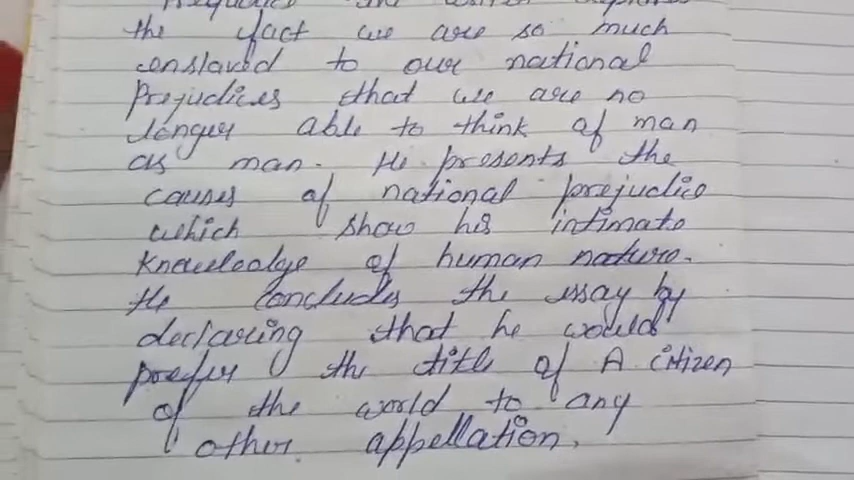 the fact we are so much
enslaved to our national
Prejudices that we are no
longer able to think of man
as man. He presents the
causes of national prejudice
which show his intimate
knowledge of human nature.
He concludes the essay by
declaring that he would
prefer the title of A citizen
of the world to any
other appellation.